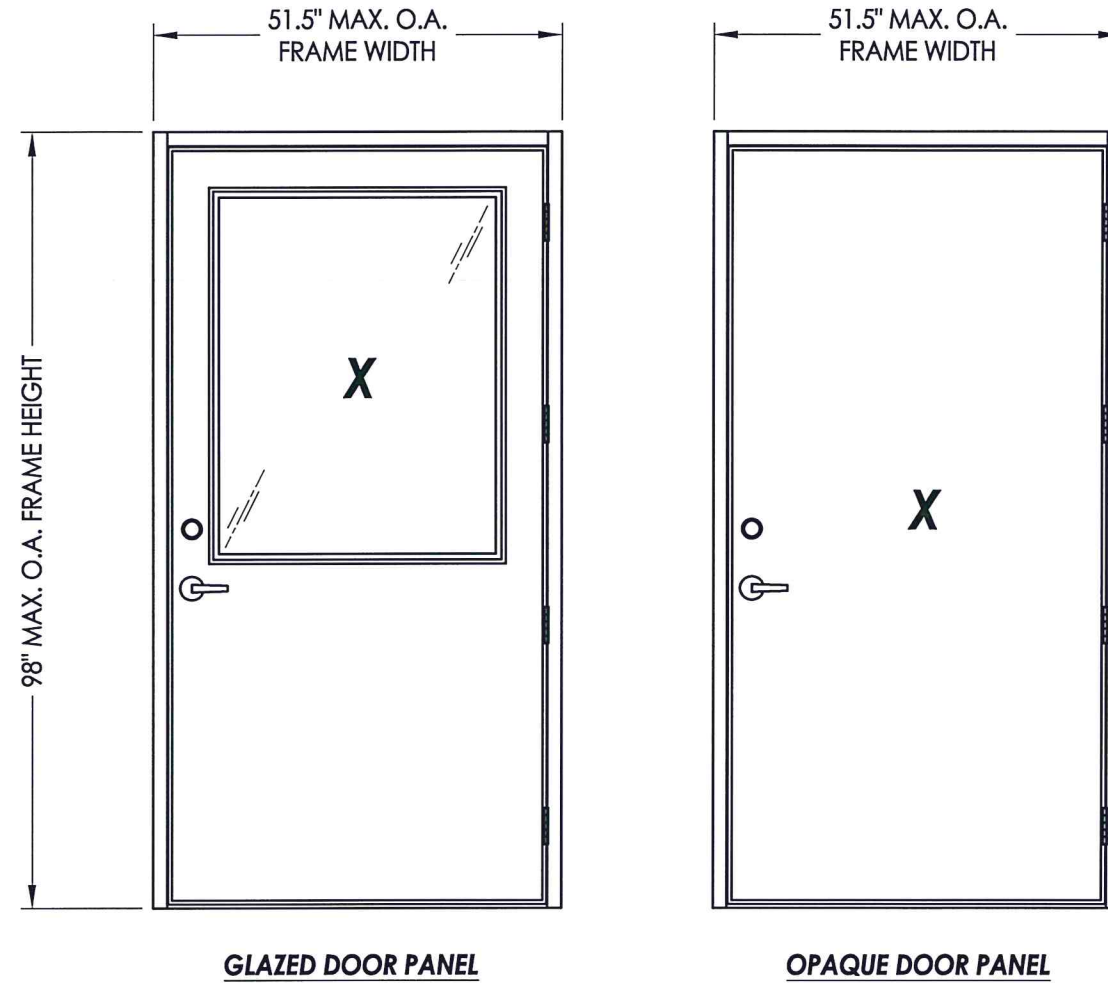 51.5" MAX. O.A.
FRAME WIDTH
51.5" MAX. O.A.
FRAME WIDTH
98" MAX. O.A. FRAME HEIGHT
X
X
GLAZED DOOR PANEL
OPAQUE DOOR PANEL